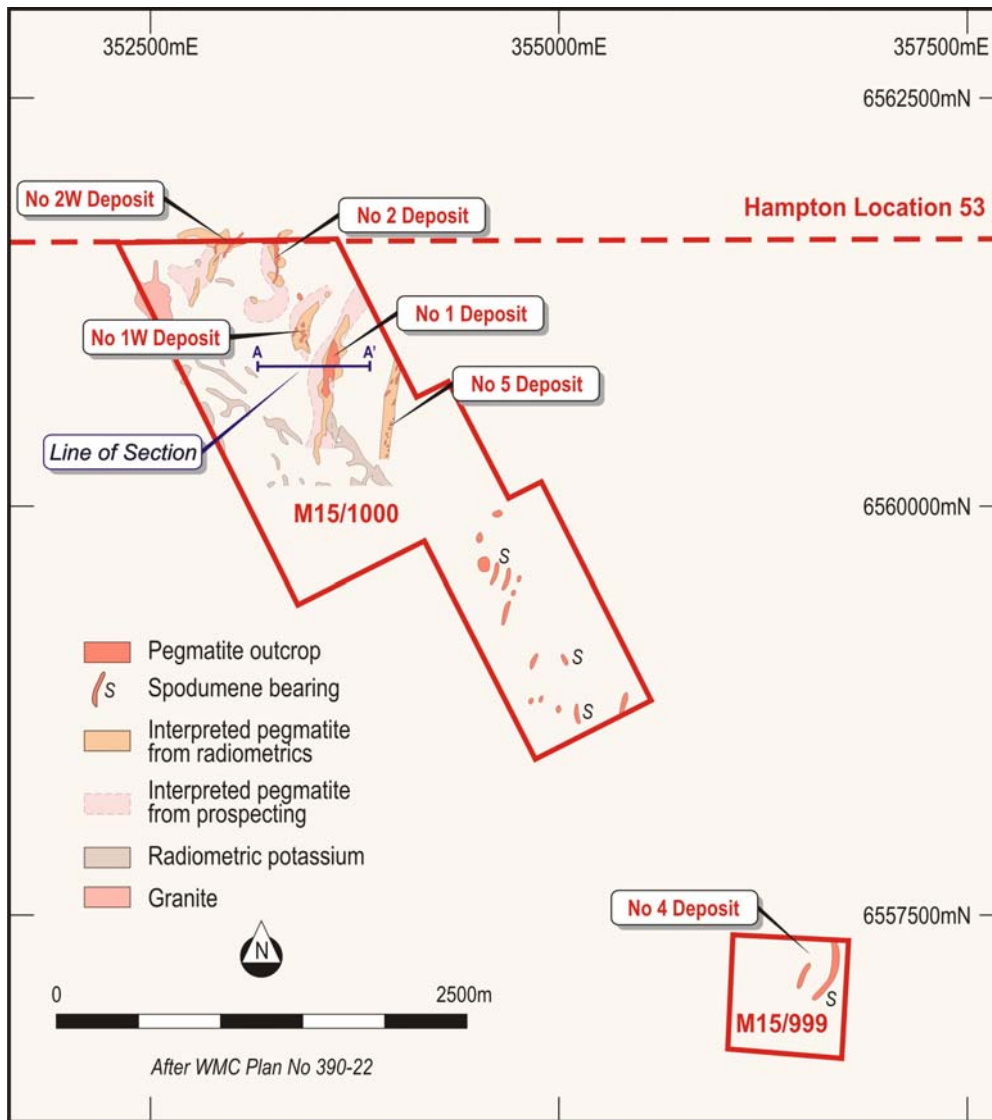 352500mE
355000mE
357500mE
6562500mN
No 2W Deposit
No 2 Deposit
Hampton Location 53
No 1W Deposit
No 1 Deposit
A
A'
No 5 Deposit
Line of Section
M15/1000
6560000mN
S
S
S
Pegmatite outcrop
S
Spodumene bearing
Interpreted pegmatite
from radiometrics
Interpreted pegmatite
from prospecting
Radiometric potassium
Granite
No 4 Deposit
6557500mN
N
0
2500m
S
M15/999
After WMC Plan No 390-22